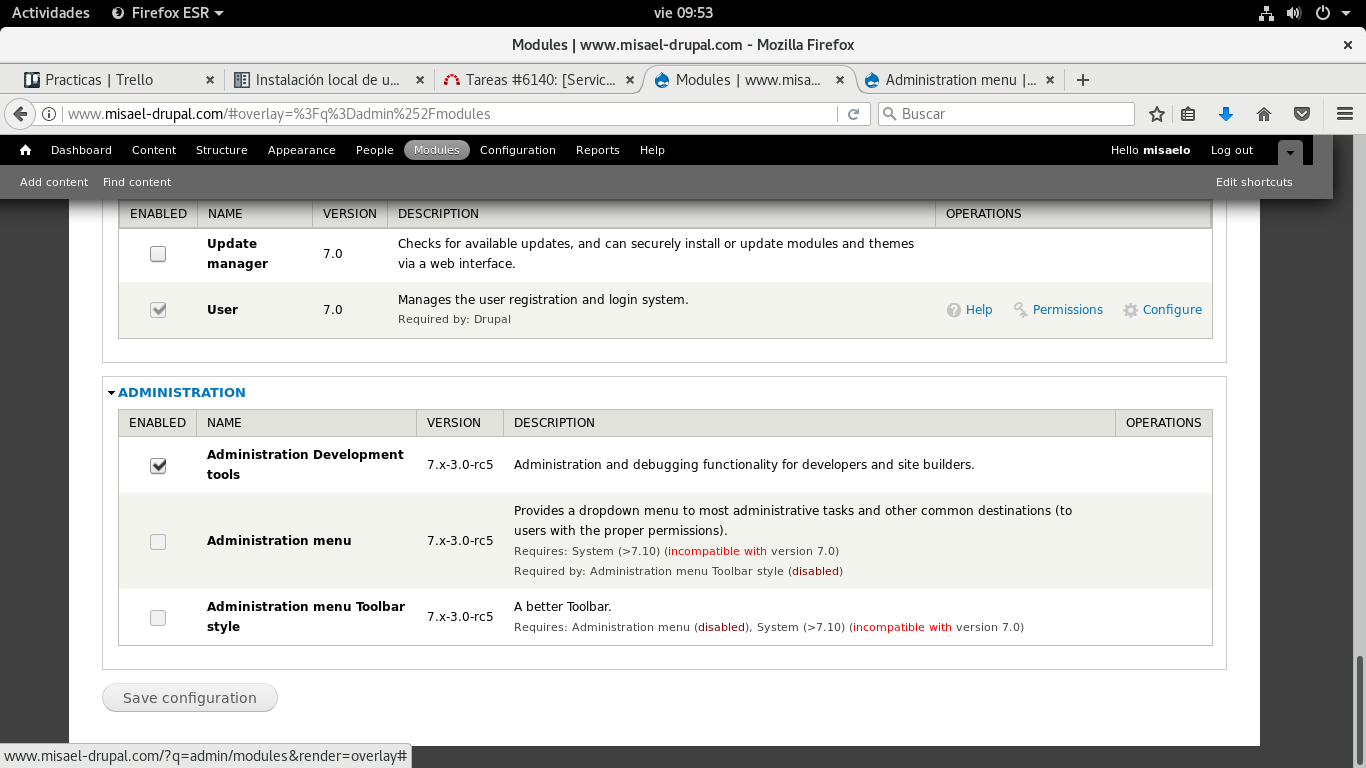 Actividades Firefox ESR vie 09:53
Modules | www.misael-drupal.com - Mozilla Firefox
Practicas | Trello Instalación local de u... Tareas #6140: [Servic... Modules | www.misa... Administration menu |...
www.misael-drupal.com/#overlay=%3Fq%3Dadmin%252Fmodules Buscar
Dashboard Content Structure Appearance People Modules Configuration Reports Help Hello misaelo Log out
Add content Find content Edit shortcuts
ENABLED NAME VERSION DESCRIPTION OPERATIONS
Update manager 7.0 Checks for available updates, and can securely install or update modules and themes
via a web interface.
User 7.0 Manages the user registration and login system.
Required by: Drupal
Help Permissions Configure
ADMINISTRATION
ENABLED NAME VERSION DESCRIPTION OPERATIONS
Administration Development
tools
7.x-3.0-rc5 Administration and debugging functionality for developers and site builders.
Administration menu 7.x-3.0-rc5
Provides a dropdown menu to most administrative tasks and other common destinations (to
users with the proper permissions).
Requires: System (>7.10) (incompatible with version 7.0)
Required by: Administration menu Toolbar style (disabled)
Administration menu Toolbar
style
7.x-3.0-rc5
A better Toolbar.
Requires: Administration menu (disabled), System (>7.10) (incompatible with version 7.0)
Save configuration
www.misael-drupal.com/?q=admin/modules&render=overlay#